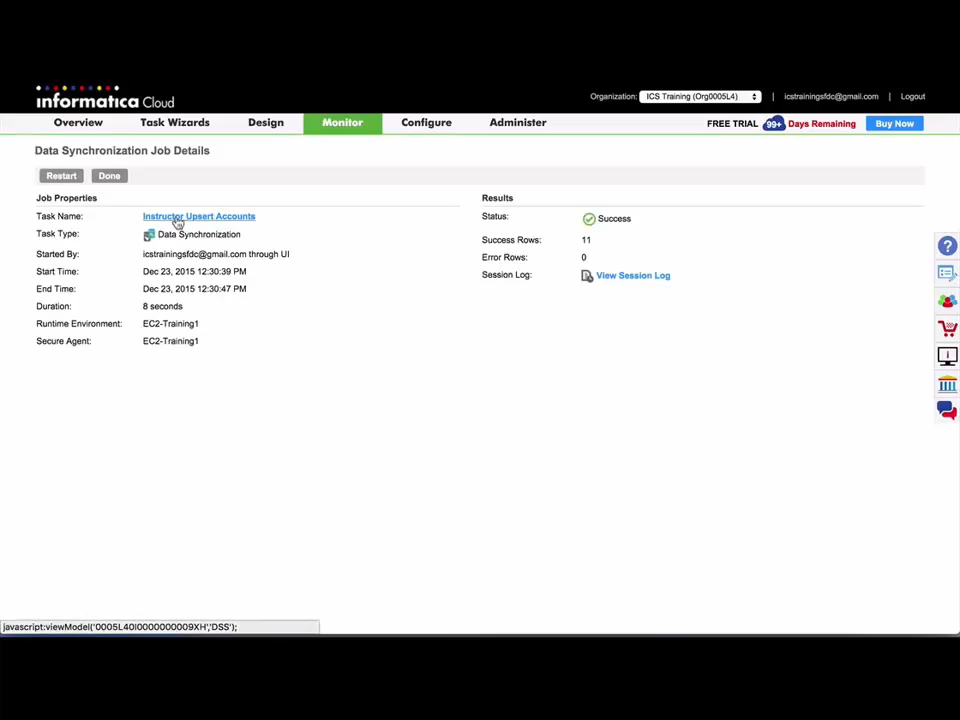 informatica Cloud
Organization: ICS Training (Org0005L4) | icstrainingsfdc@gmail.com | Logout
Overview Task Wizards Design Monitor Configure Administer FREE TRIAL 99+ Days Remaining Buy Now
Data Synchronization Job Details
Restart Done
Job Properties
Task Name: Instructor Upsert Accounts
Task Type: Data Synchronization
Started By: icstrainingsfdc@gmail.com through UI
Start Time: Dec 23, 2015 12:30:39 PM
End Time: Dec 23, 2015 12:30:47 PM
Duration: 8 seconds
Runtime Environment: EC2-Training1
Secure Agent: EC2-Training1
Results
Status: Success
Success Rows: 11
Error Rows: 0
Session Log: View Session Log
?